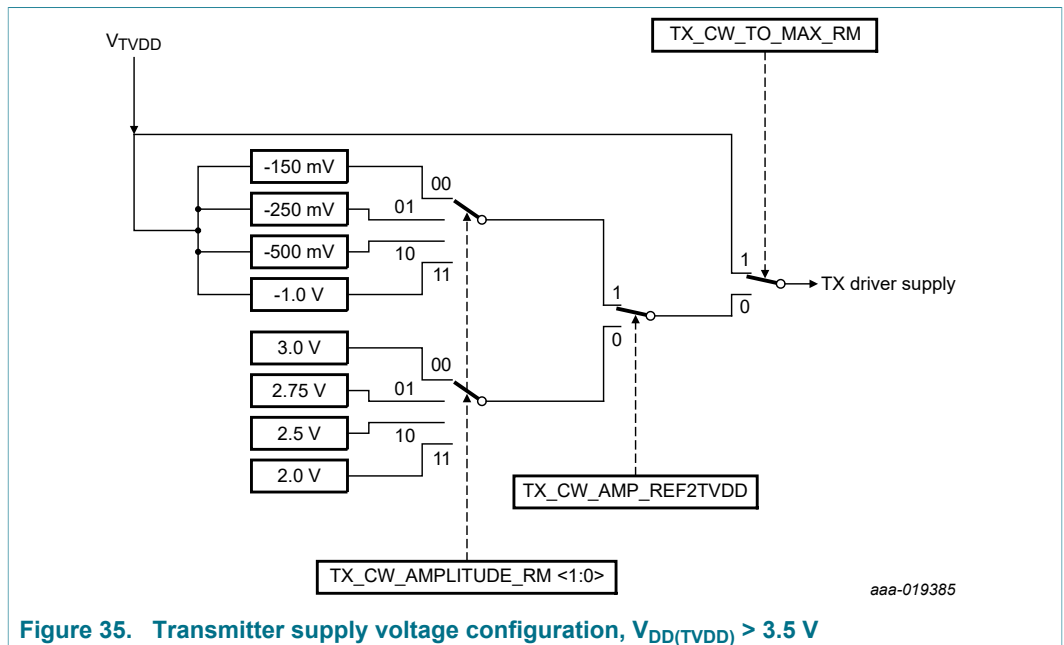 TX_CW_TO_MAX_RM
VTVDD
-150 mV
00
-250 mV
01
-500 mV
10
11
-1.0 V
1
TX driver supply
0
1
0
3.0 V
00
2.75 V
01
2.5 V
10
11
2.0 V
TX_CW_AMP_REF2TVDD
TX_CW_AMPLITUDE_RM <1:0>
aaa-019385
Figure 35. Transmitter supply voltage configuration, VDD(TVDD) > 3.5 V